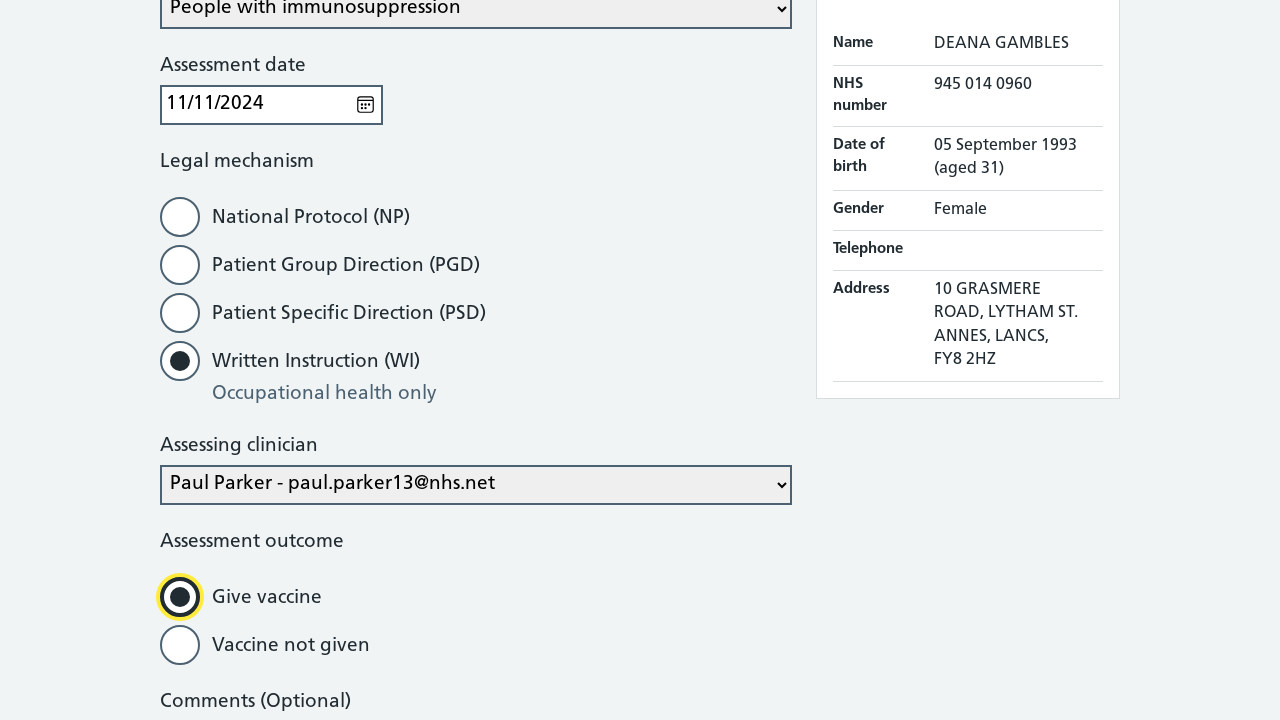 People with immunosuppression
Assessment date
11/11/2024
Legal mechanism
National Protocol (NP)
Patient Group Direction (PGD)
Patient Specific Direction (PSD)
Written Instruction (WI)
Occupational health only
Assessing clinician
Paul Parker - paul.parker13@nhs.net
Assessment outcome
Give vaccine
Vaccine not given
Comments (Optional)
Name DEANA GAMBLES
NHS number 945 014 0960
Date of birth 05 September 1993 (aged 31)
Gender Female
Telephone
Address 10 GRASMERE
ROAD, LYTHAM ST.
ANNES, LANCS,
FY8 2HZ